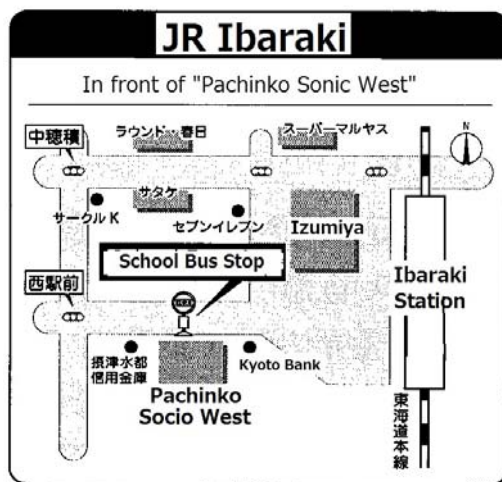 JR Ibaraki
In front of "Pachinko Sonic West"
中穂積
ラウンド・春日
スーパーマルヤス
N
サークルK
サタケ
セブンイレブン
Izumiya
School Bus Stop
Ibaraki
Station
西駅前
摂津水都
信用金庫
Kyoto Bank
Pachinko
Socio West
東海道本線